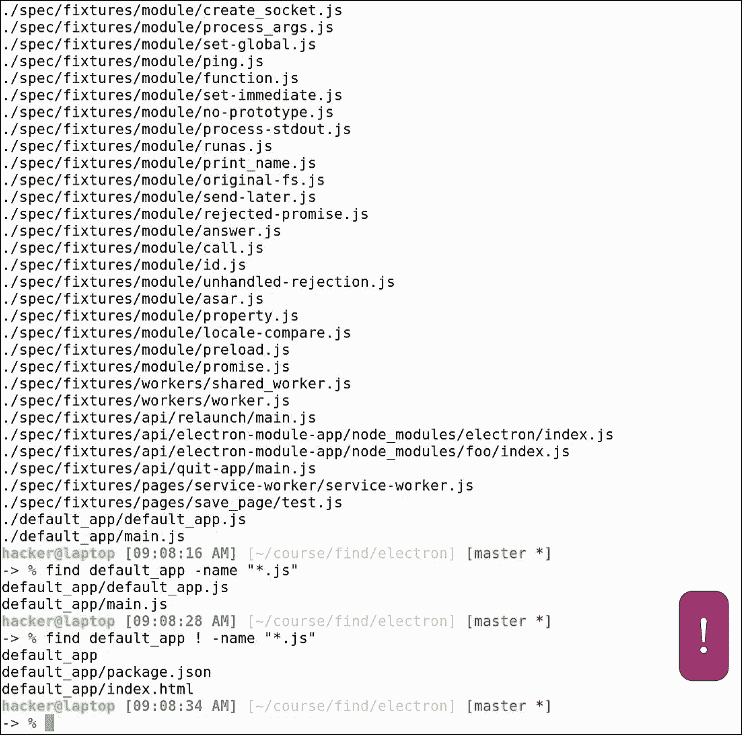 ./spec/fixtures/module/create_socket.js
./spec/fixtures/module/process_args.js
./spec/fixtures/module/set-global.js
./spec/fixtures/module/ping.js
./spec/fixtures/module/function.js
./spec/fixtures/module/set-immediate.js
./spec/fixtures/module/no-prototype.js
./spec/fixtures/module/process-stdout.js
./spec/fixtures/module/runas.js
./spec/fixtures/module/print_name.js
./spec/fixtures/module/original-fs.js
./spec/fixtures/module/send-later.js
./spec/fixtures/module/rejected-promise.js
./spec/fixtures/module/answer.js
./spec/fixtures/module/call.js
./spec/fixtures/module/id.js
./spec/fixtures/module/unhandled-rejection.js
./spec/fixtures/module/asar.js
./spec/fixtures/module/property.js
./spec/fixtures/module/locale-compare.js
./spec/fixtures/module/preload.js
./spec/fixtures/module/promise.js
./spec/fixtures/workers/shared_worker.js
./spec/fixtures/workers/worker.js
./spec/fixtures/api/relaunch/main.js
./spec/fixtures/api/electron-module-app/node_modules/electron/index.js
./spec/fixtures/api/electron-module-app/node_modules/foo/index.js
./spec/fixtures/api/quit-app/main.js
./spec/fixtures/pages/service-worker/service-worker.js
./spec/fixtures/pages/save_page/test.js
./default_app/default_app.js
./default_app/main.js
hacker@laptop [09:08:16 AM] [~/course/find/electron] [master *]
-> % find default_app -name "*.js"
default_app/default_app.js
default_app/main.js
hacker@laptop [09:08:28 AM] [~/course/find/electron] [master *]
-> % find default_app ! -name "*.js"
default_app
default_app/package.json
default_app/index.html
hacker@laptop [09:08:34 AM] [~/course/find/electron] [master *]
-> %
!